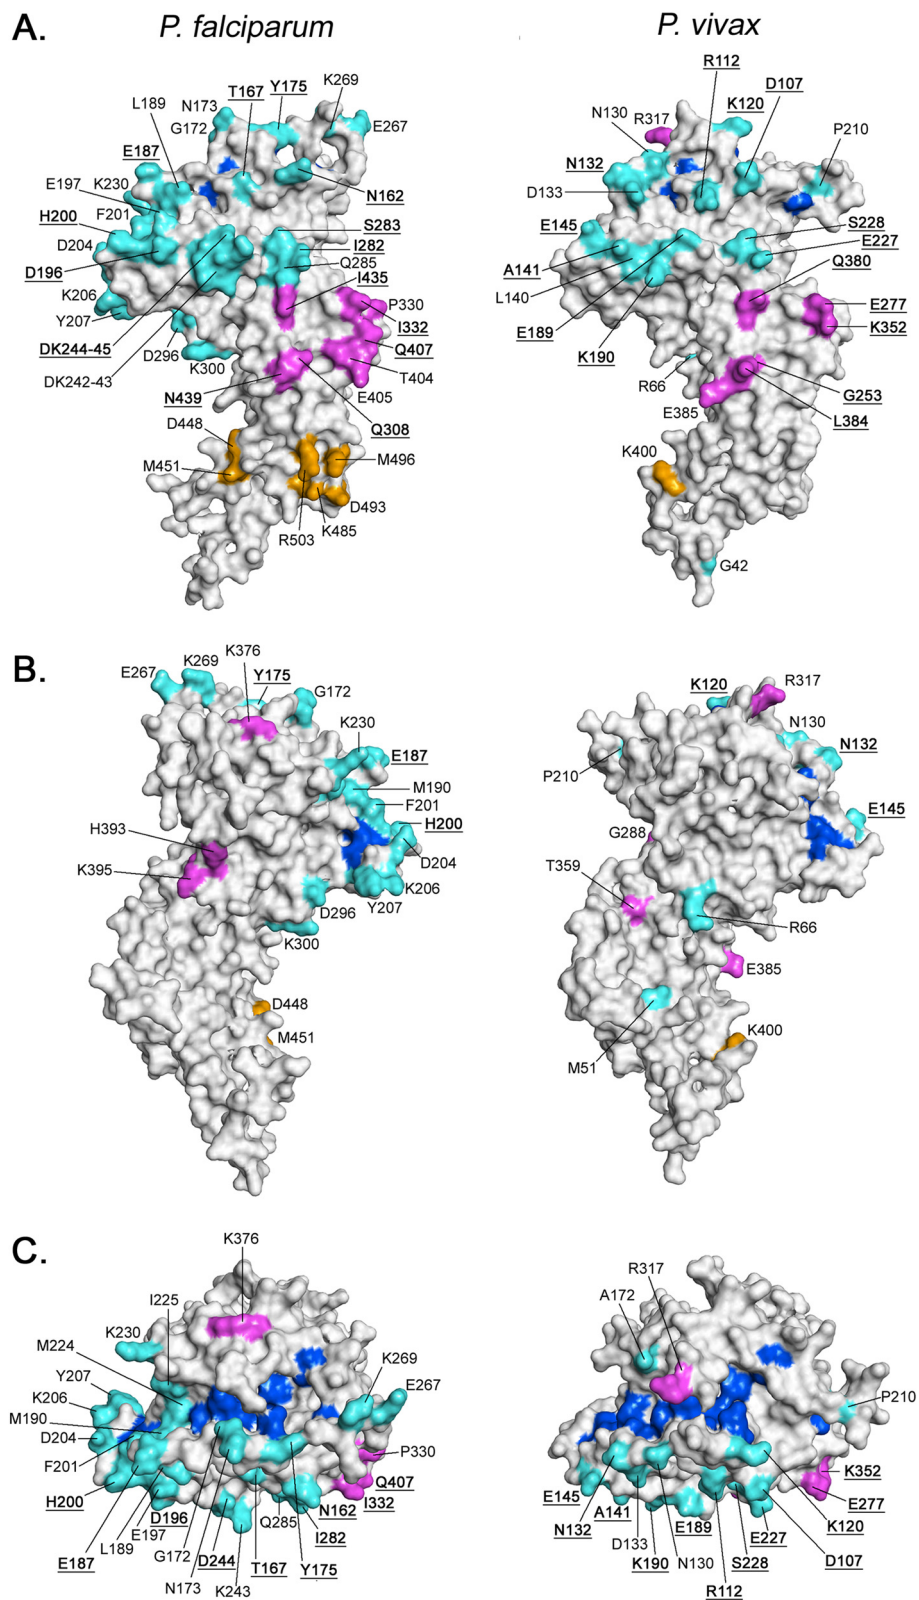 A.
P. falciparum
P. vivax
T167
Y175
K269
N173
L189
G172
E267
E187
E197
K230
N162
H200
F201
S283
D204
I282
D196
Q285
I435
K206
P330
Y207
I332
DK244-45
D296
Q407
K300
T404
DK242-43
E405
N439
Q308
D448
M451
M496
D493
K485
R503
R112
D107
K120
N130
R317
P210
N132
D133
E145
S228
E227
A141
Q380
L140
E277
E189
K352
K190
R66
G253
E385
L384
K400
G42
B.
K376
E267
K269
Y175
G172
K230
E187
M190
F201
H393
H200
K395
D204
K206
Y207
D296
K300
D448
M451
K120
R317
N130
N132
P210
E145
G288
T359
R66
E385
K400
M51
C.
K376
I225
K230
M224
K269
Y207
E267
K206
M190
D204
P330
F201
Q407
H200
D196
N162
I332
E197
Q285
L189
I282
E187
G172
D244
T167
Y175
N173
K243
R317
A172
P210
K352
E145
A141
E277
N132
E189
K120
D133
E227
K190
N130
S228
D107
R112